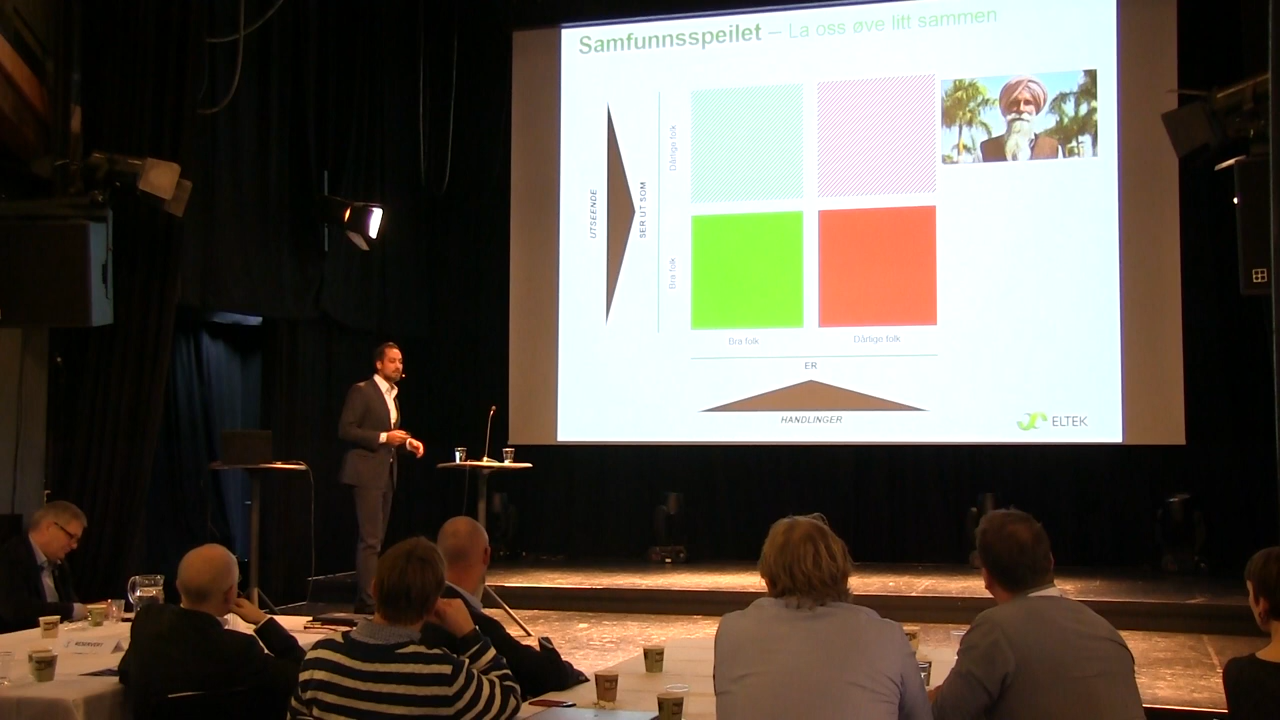 Samfunnsspeilet – La oss øve litt sammen
UTSEENDE
SER UT SOM
Dårlige folk
Bra folk
Bra folk
Dårlige folk
ER
HANDLINGER
ELTEK
RESERVERT